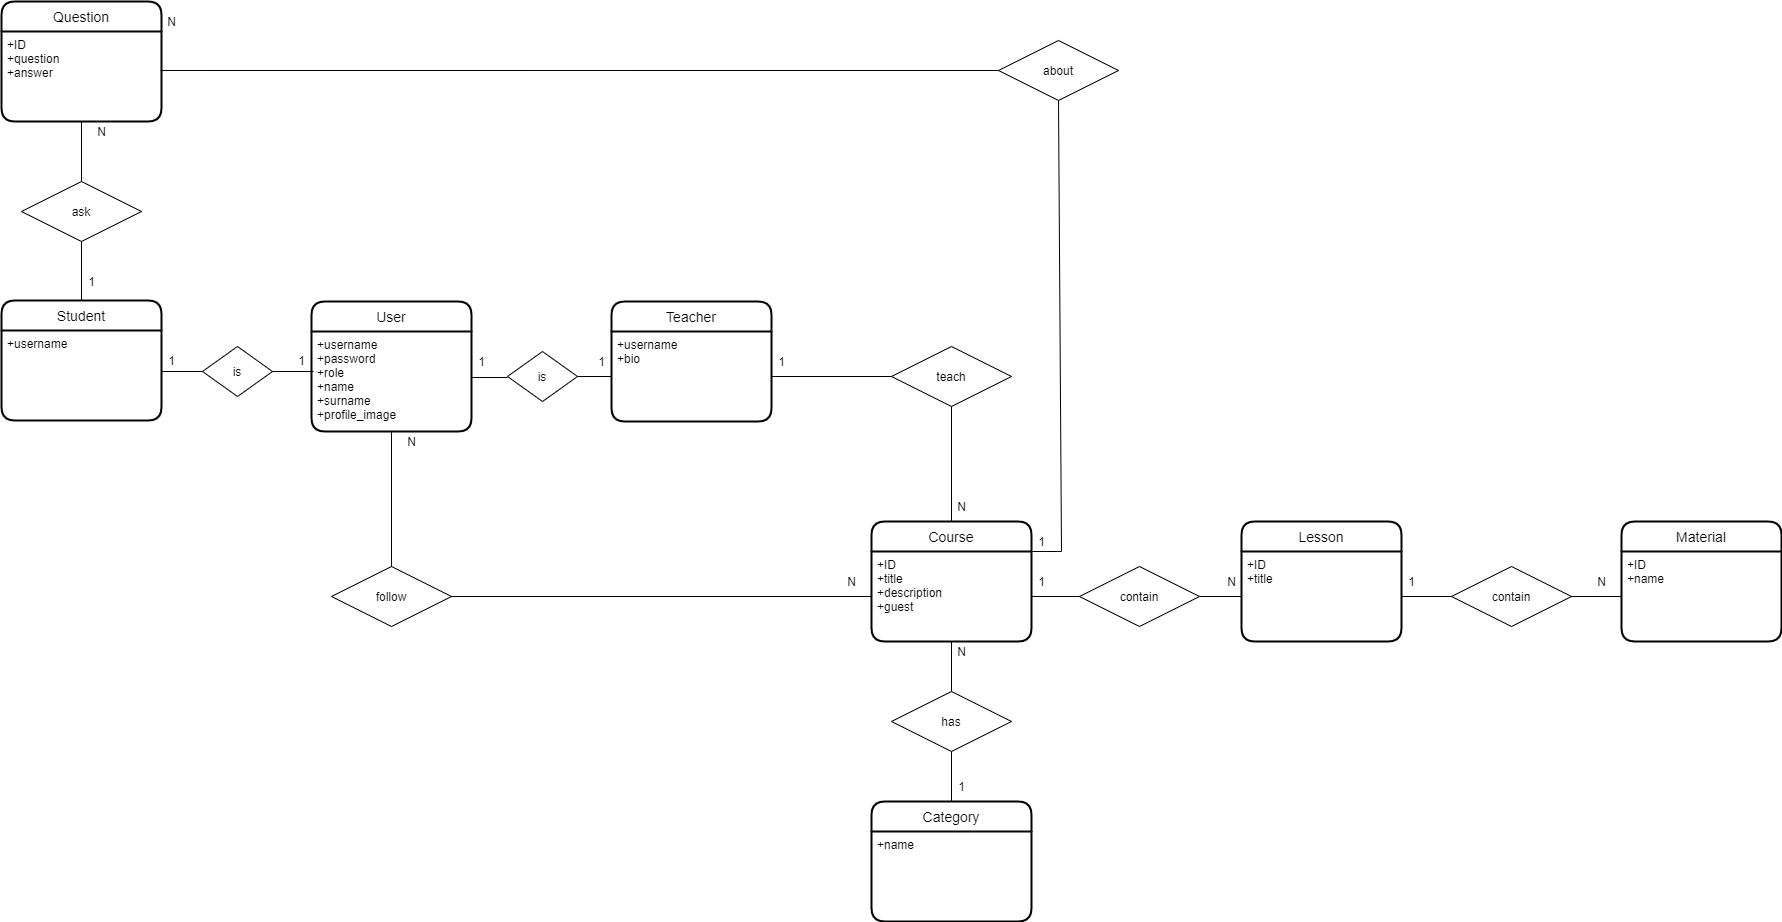 Question
N
+ID
+question
+answer
about
N
ask
1
Student
+username
1
is
1
User
+username
+password
+role
+name
+surname
+profile_image
1
is
1
Teacher
+username
+bio
1
teach
N
N
follow
N
Course
+ID
+title
+description
+guest
1
1
contain
N
Lesson
+ID
+title
1
contain
N
Material
+ID
+name
N
has
1
Category
+name